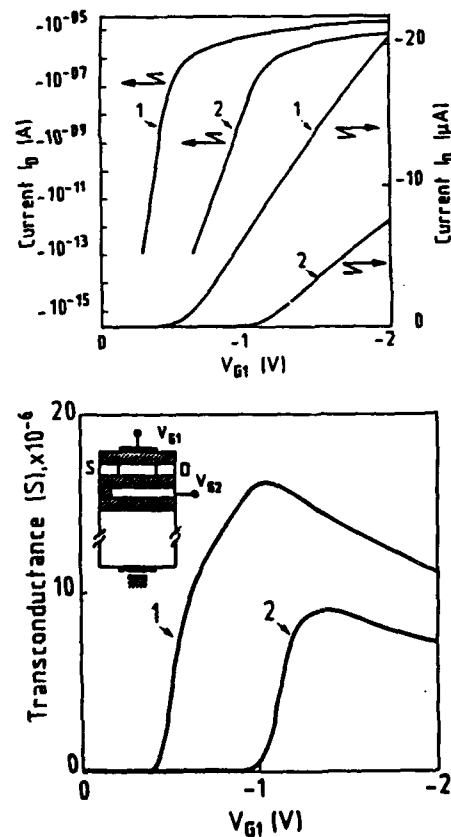 -10⁻⁰⁵
-10⁻⁰⁷
-10⁻⁰⁹
-10⁻¹¹
-10⁻¹³
-10⁻¹⁵
Current I_D (A)
1
2
1
2
-20
-10
0
Current I_D (μA)
0
-1
-2
V_G1 (V)
20
10
0
Transconductance (S),x10⁻⁶
V_G1
S
D
V_G2
1
2
0
-1
-2
V_G1 (V)